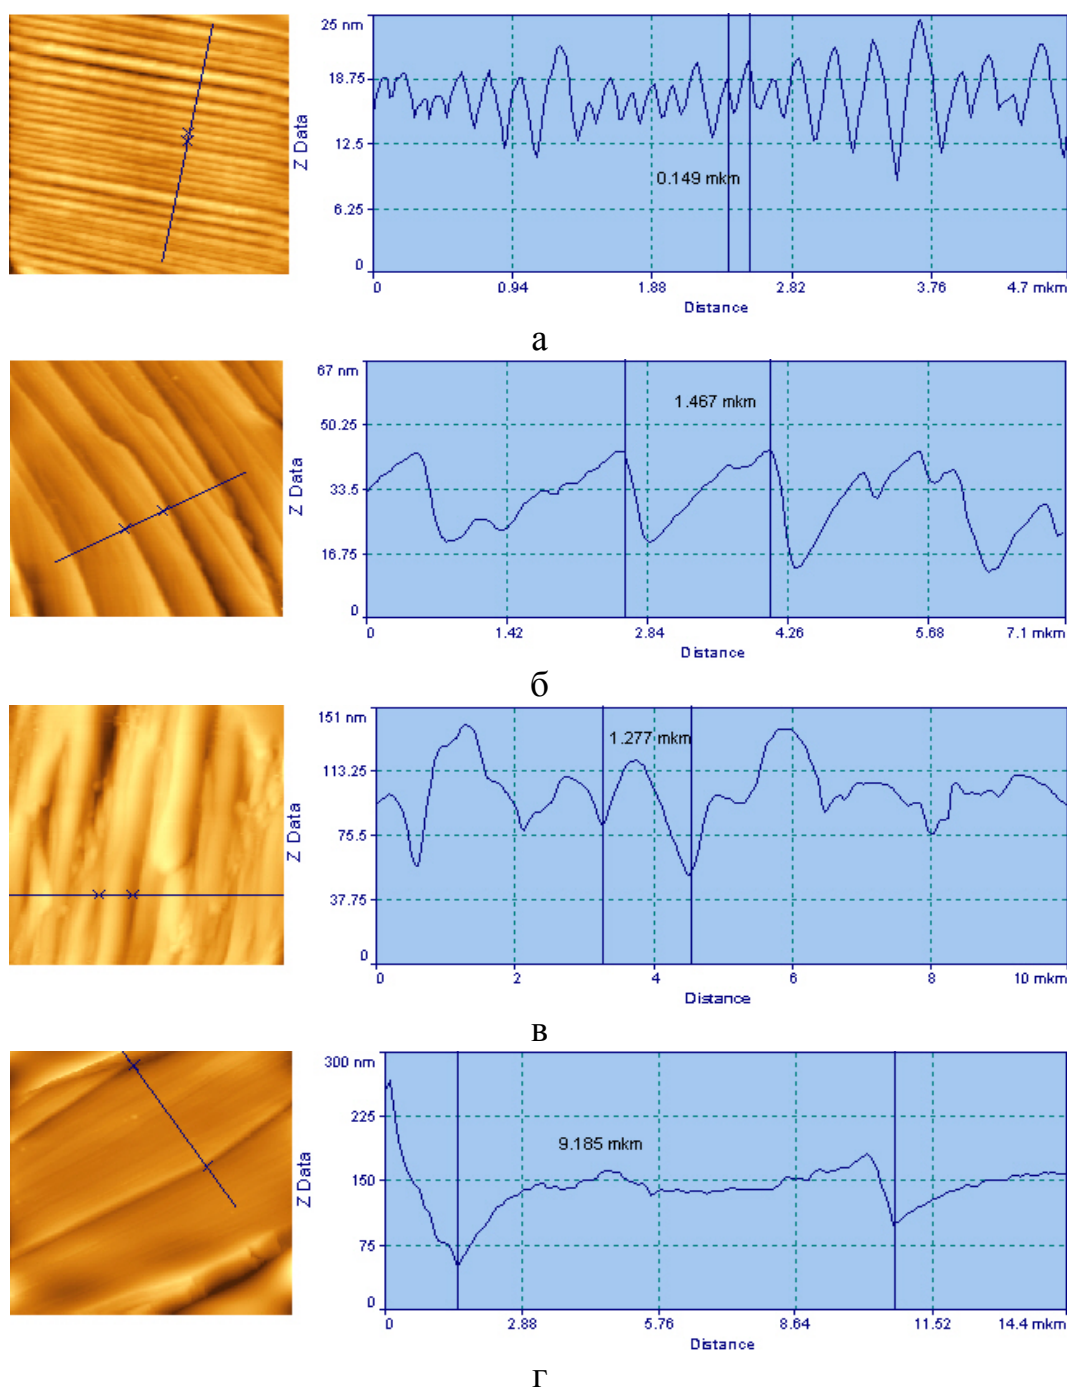 25 nm
18.75
12.5
6.25
0
Z Data
0.149 mkm
0 0.94 1.88 2.82 3.76 4.7 mkm
Distance
а
67 nm
50.25
33.5
16.75
0
Z Data
1.467 mkm
0 1.42 2.84 4.26 5.68 7.1 mkm
Distance
б
151 nm
113.25
75.5
37.75
0
Z Data
1.277 mkm
0 2 4 6 8 10 mkm
Distance
в
300 nm
225
150
75
0
Z Data
9.185 mkm
0 2.88 5.76 8.64 11.52 14.4 mkm
Distance
г